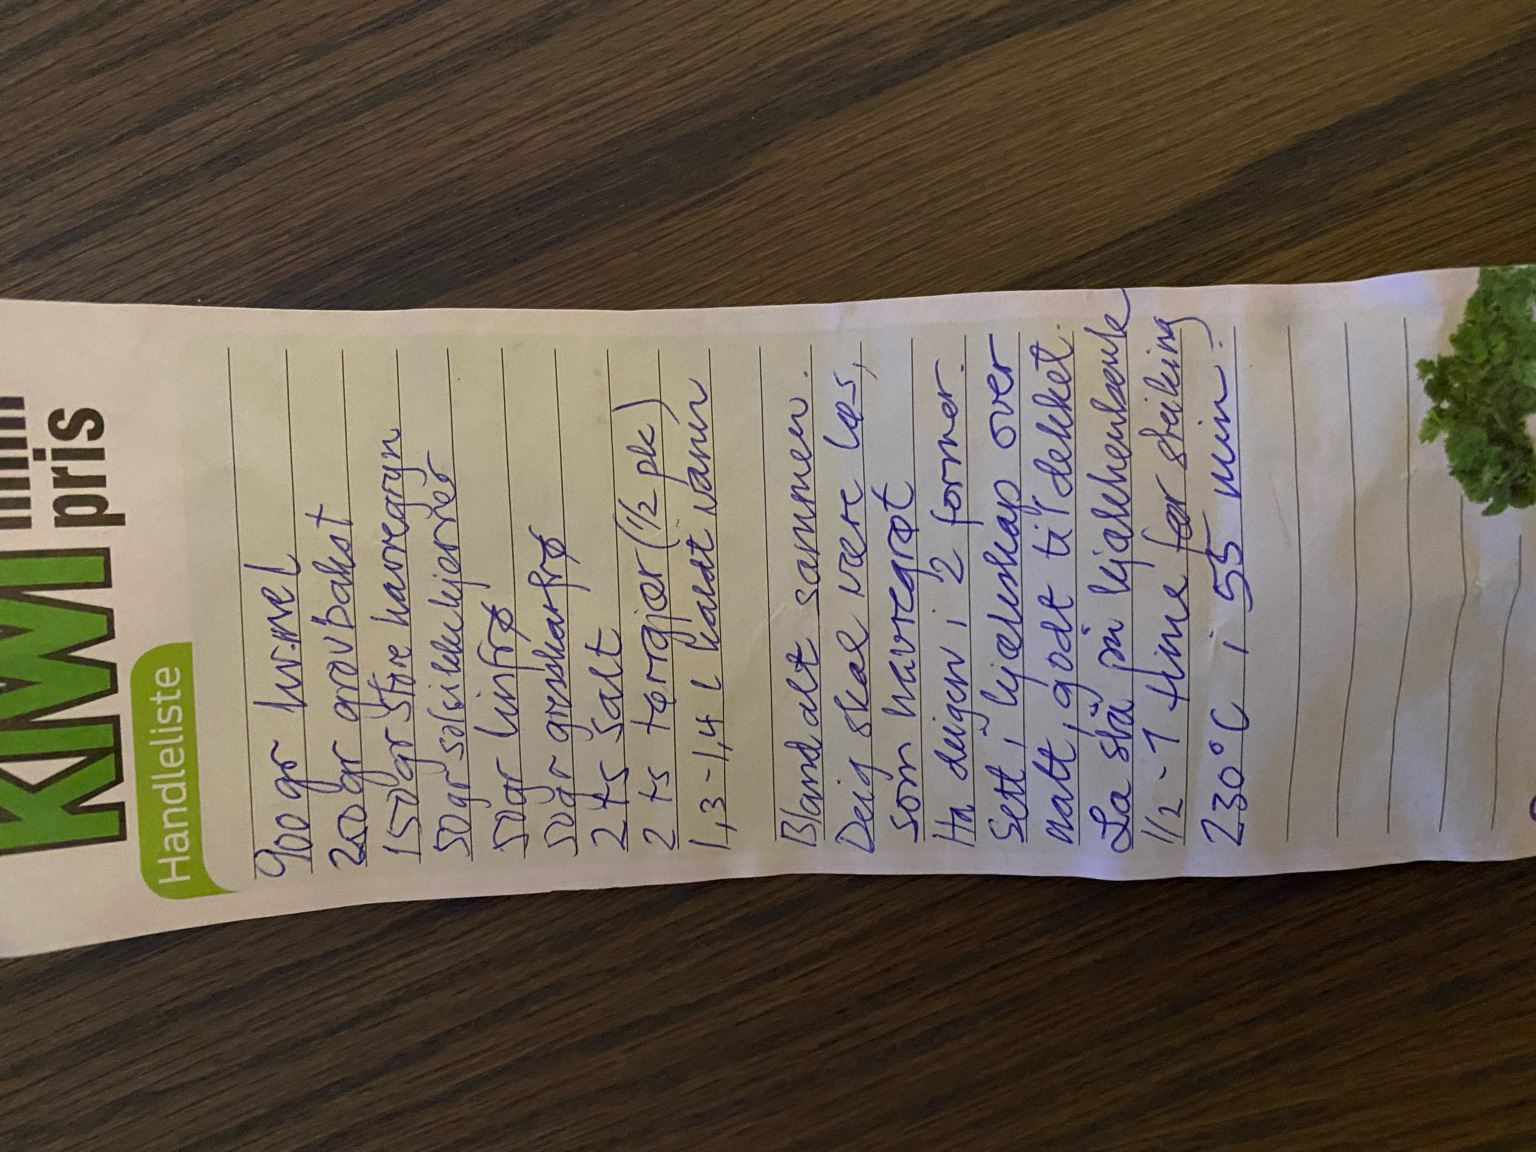 KIWI mini
pris
Handleliste
900 gr hv.mel
250 gr grovbakst
150 gr store havregryn
50 gr solsikkekjerner
50 gr linfrø
50 gr gresskarfrø
2 ts salt
2 ts tørrgjær (1/2 pk)
1,3-1,4 l kaldt vann
Bland alt sammen.
Deig skal være løs,
som havregrøt
Ha deigen i 2 former.
Sett i kjøleskap over
natt, godt tildekket.
La stå på kjøkkenbenk
1/2-1 time før steiking
230°C i 55 min.